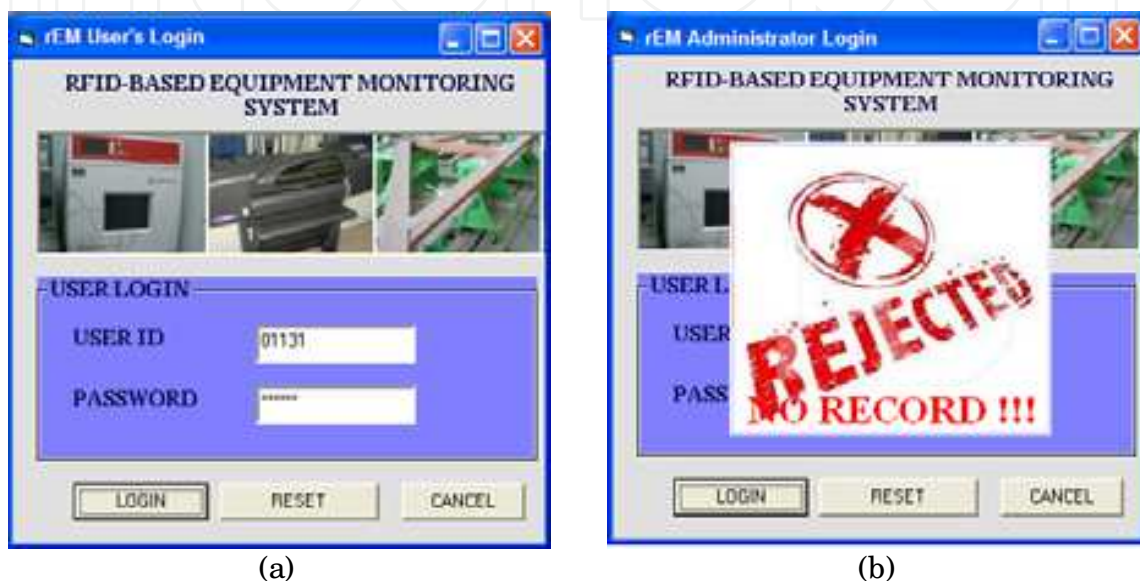 rEM User's Login
RFID-BASED EQUIPMENT MONITORING
SYSTEM
USER LOGIN
USER ID
01131
PASSWORD
******
LOGIN RESET CANCEL
(a)
rEM Administrator Login
RFID-BASED EQUIPMENT MONITORING
SYSTEM
USER L
USER
PASS
REJECTED
NO RECORD !!!
LOGIN RESET CANCEL
(b)